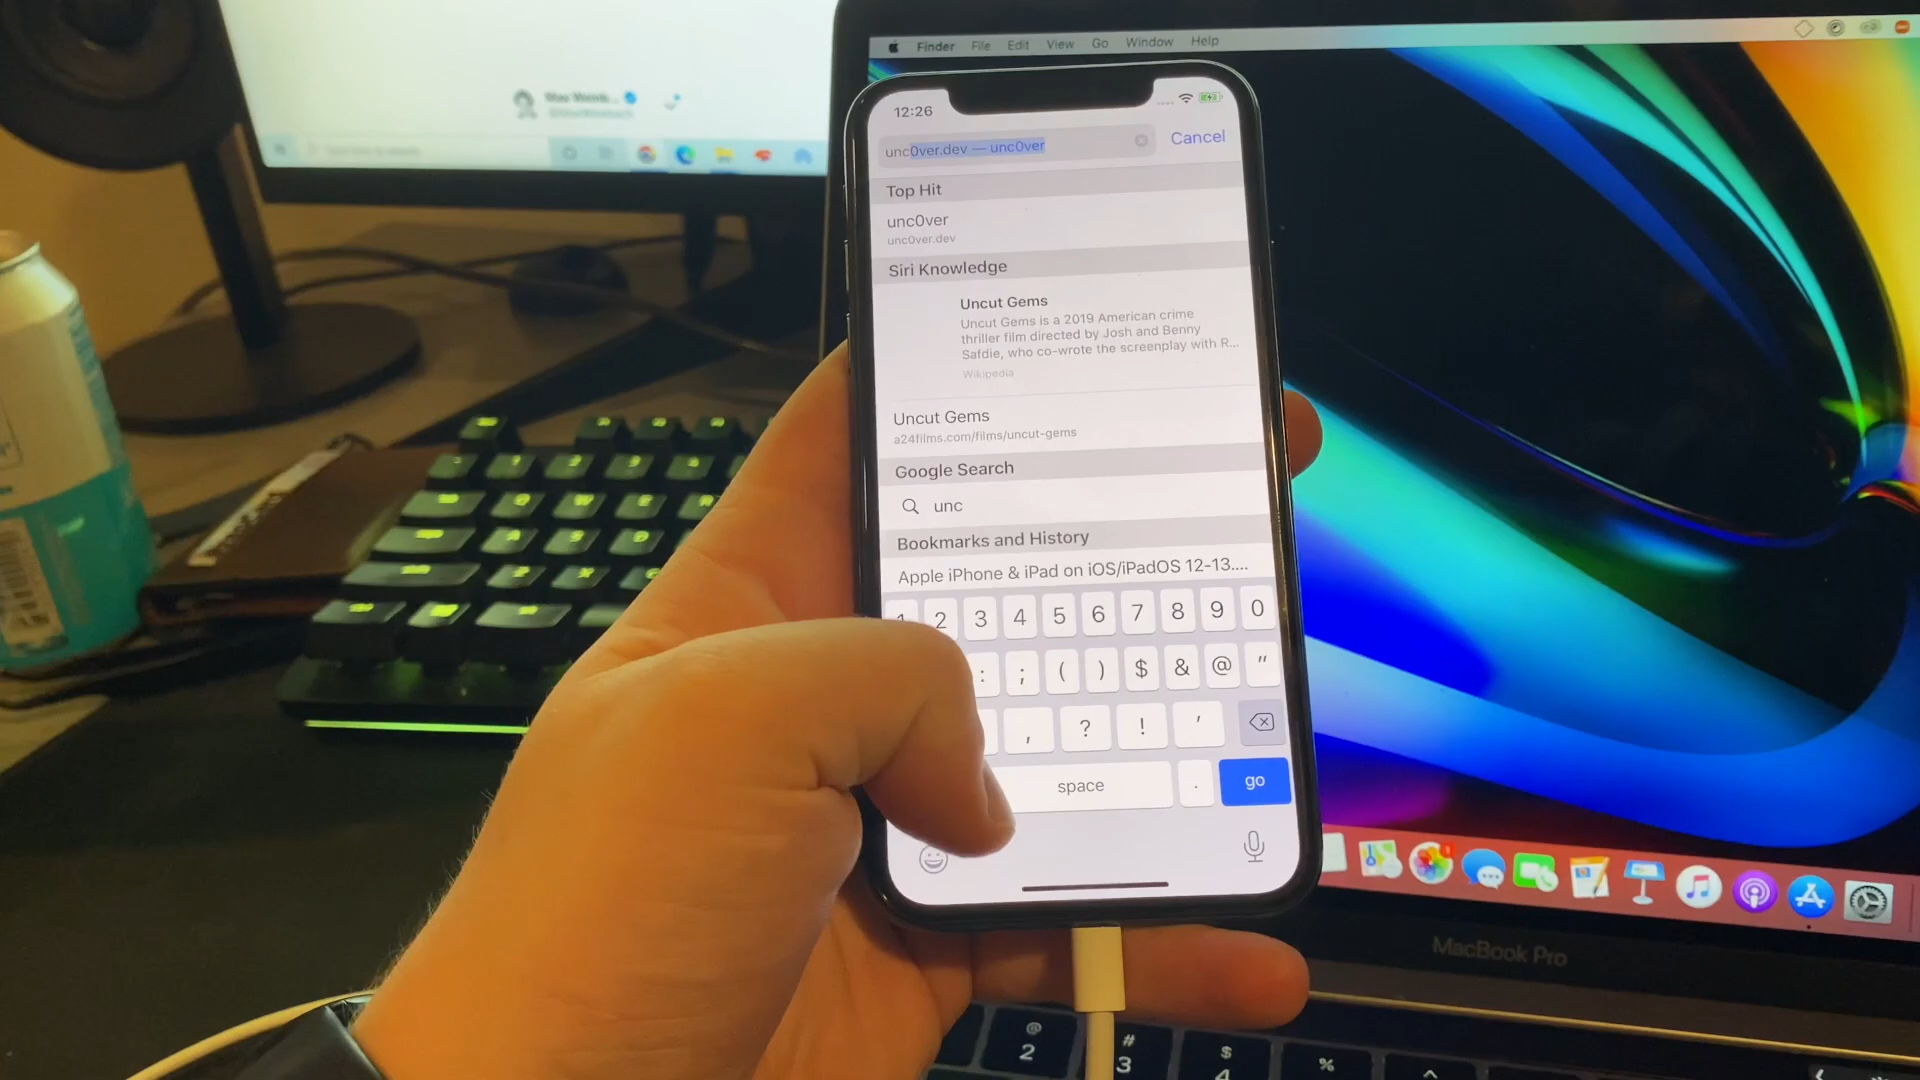 Finder File Edit View Go Window Help
12:26
unc0ver.dev — unc0ver
Cancel
Top Hit
unc0ver
unc0ver.dev
Siri Knowledge
Uncut Gems
Uncut Gems is a 2019 American crime
thriller film directed by Josh and Benny
Safdie, who co-wrote the screenplay with R...
Wikipedia
Uncut Gems
a24films.com/films/uncut-gems
Google Search
unc
Bookmarks and History
Apple iPhone & iPad on iOS/iPadOS 12-13....
1 2 3 4 5 6 7 8 9 0
: ; ( ) $ & @ "
, ? ! '
space . go
MacBook Pro
@ # $ % ^
2 3 4